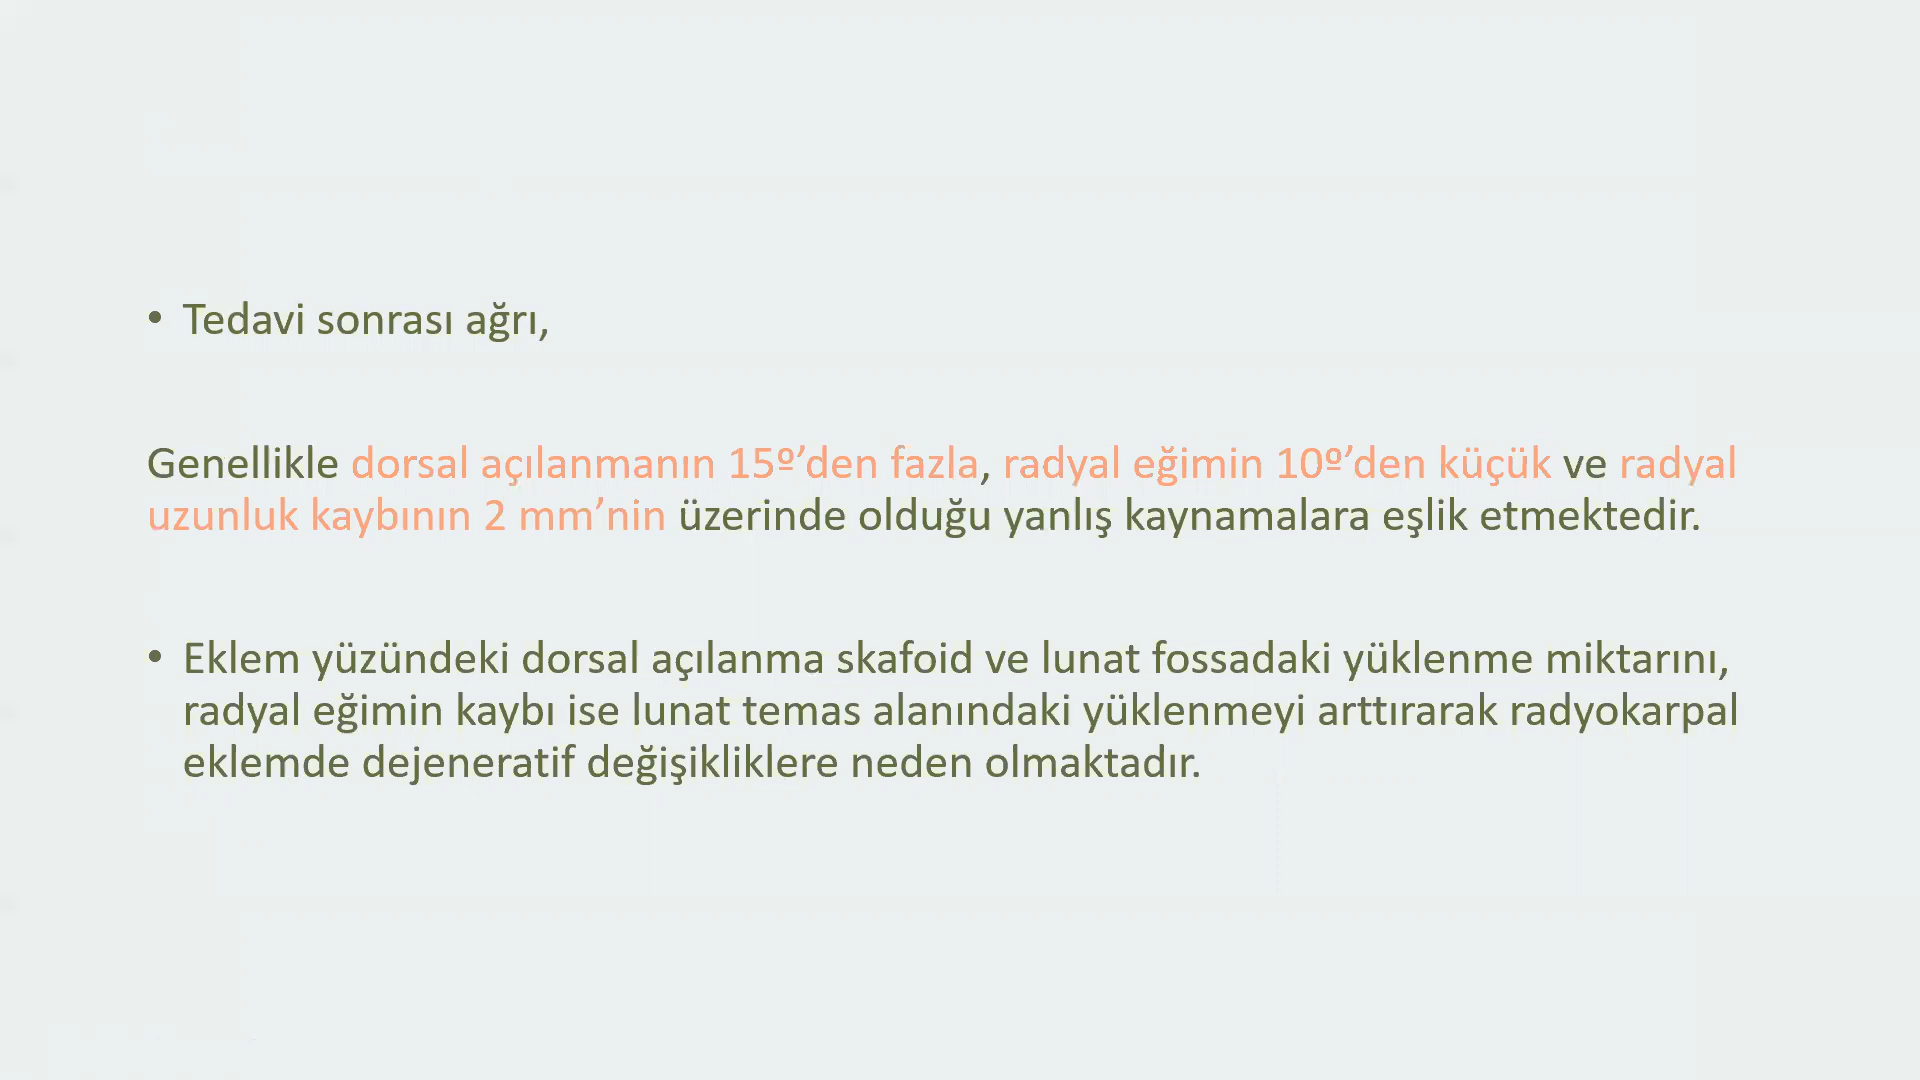 • Tedavi sonrası ağrı,
Genellikle dorsal açılanmanın 15º’den fazla, radyal eğimin 10º’den küçük ve radyal
uzunluk kaybının 2 mm’nin üzerinde olduğu yanlış kaynamalara eşlik etmektedir.
• Eklem yüzündeki dorsal açılanma skafoid ve lunat fossadaki yüklenme miktarını,
radyal eğimin kaybı ise lunat temas alanındaki yüklenmeyi arttırarak radyokarpal
eklemde dejeneratif değişikliklere neden olmaktadır.